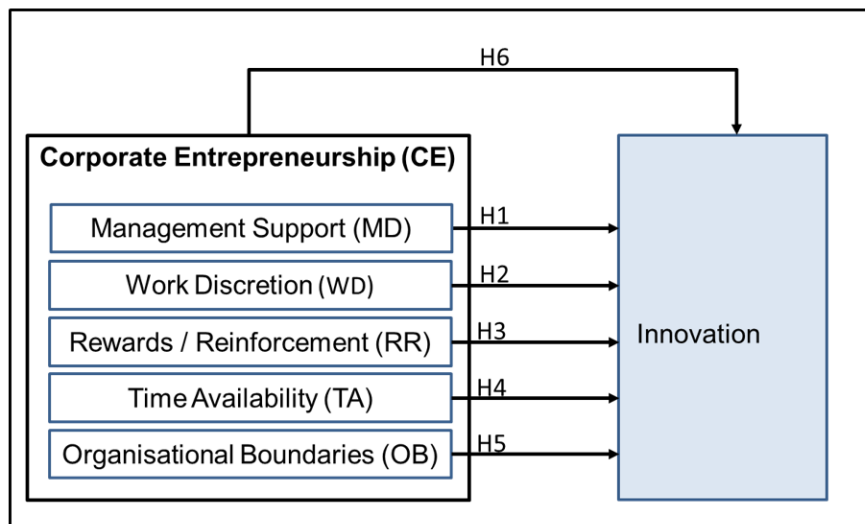 H6
Corporate Entrepreneurship (CE)
Management Support (MD)
H1
Work Discretion (WD)
H2
Rewards / Reinforcement (RR)
H3
Innovation
Time Availability (TA)
H4
Organisational Boundaries (OB)
H5